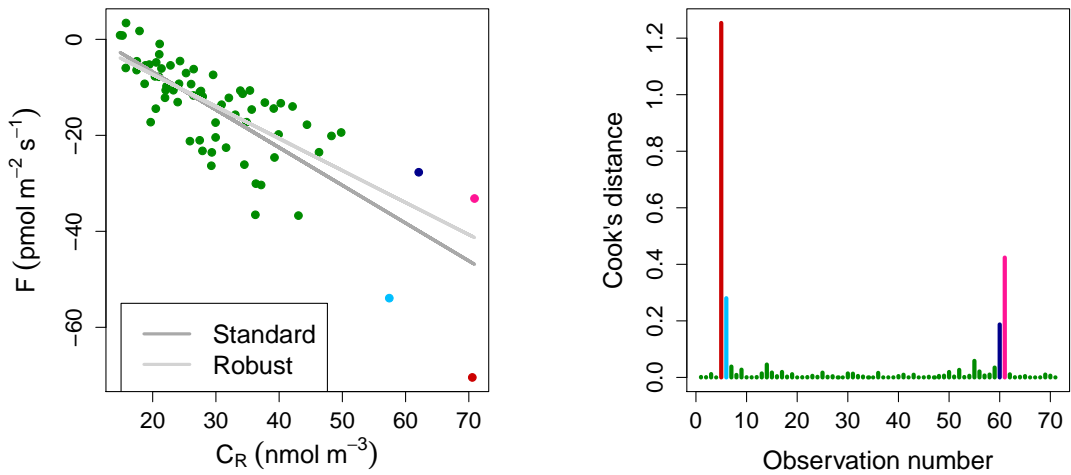 F (pmol m⁻² s⁻¹)
0
−20
−40
−60
Standard
Robust
20 30 40 50 60 70
C_R (nmol m⁻³)
Cook's distance
1.2
1.0
0.8
0.6
0.4
0.2
0.0
0 10 20 30 40 50 60 70
Observation number